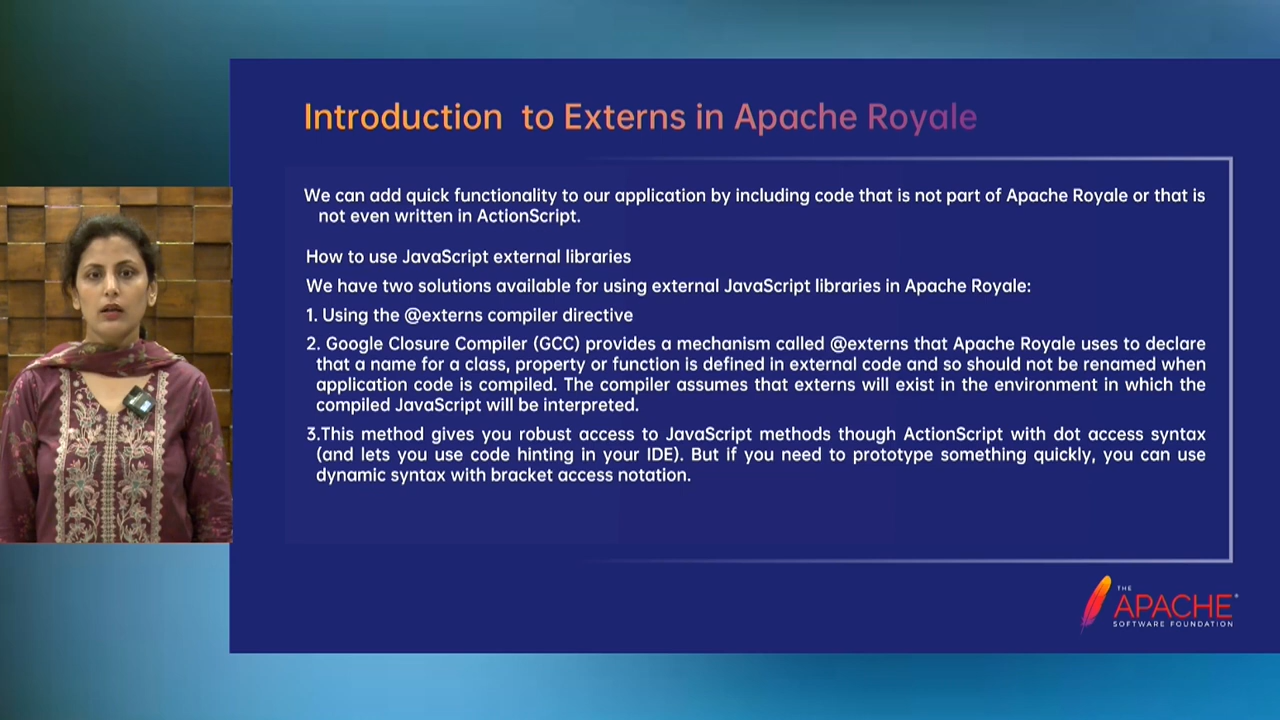 Introduction to Externs in Apache Royale
We can add quick functionality to our application by including code that is not part of Apache Royale or that is
not even written in ActionScript.
How to use JavaScript external libraries
We have two solutions available for using external JavaScript libraries in Apache Royale:
1. Using the @externs compiler directive
2. Google Closure Compiler (GCC) provides a mechanism called @externs that Apache Royale uses to declare
that a name for a class, property or function is defined in external code and so should not be renamed when
application code is compiled. The compiler assumes that externs will exist in the environment in which the
compiled JavaScript will be interpreted.
3.This method gives you robust access to JavaScript methods though ActionScript with dot access syntax
(and lets you use code hinting in your IDE). But if you need to prototype something quickly, you can use
dynamic syntax with bracket access notation.
THE
APACHE
SOFTWARE FOUNDATION